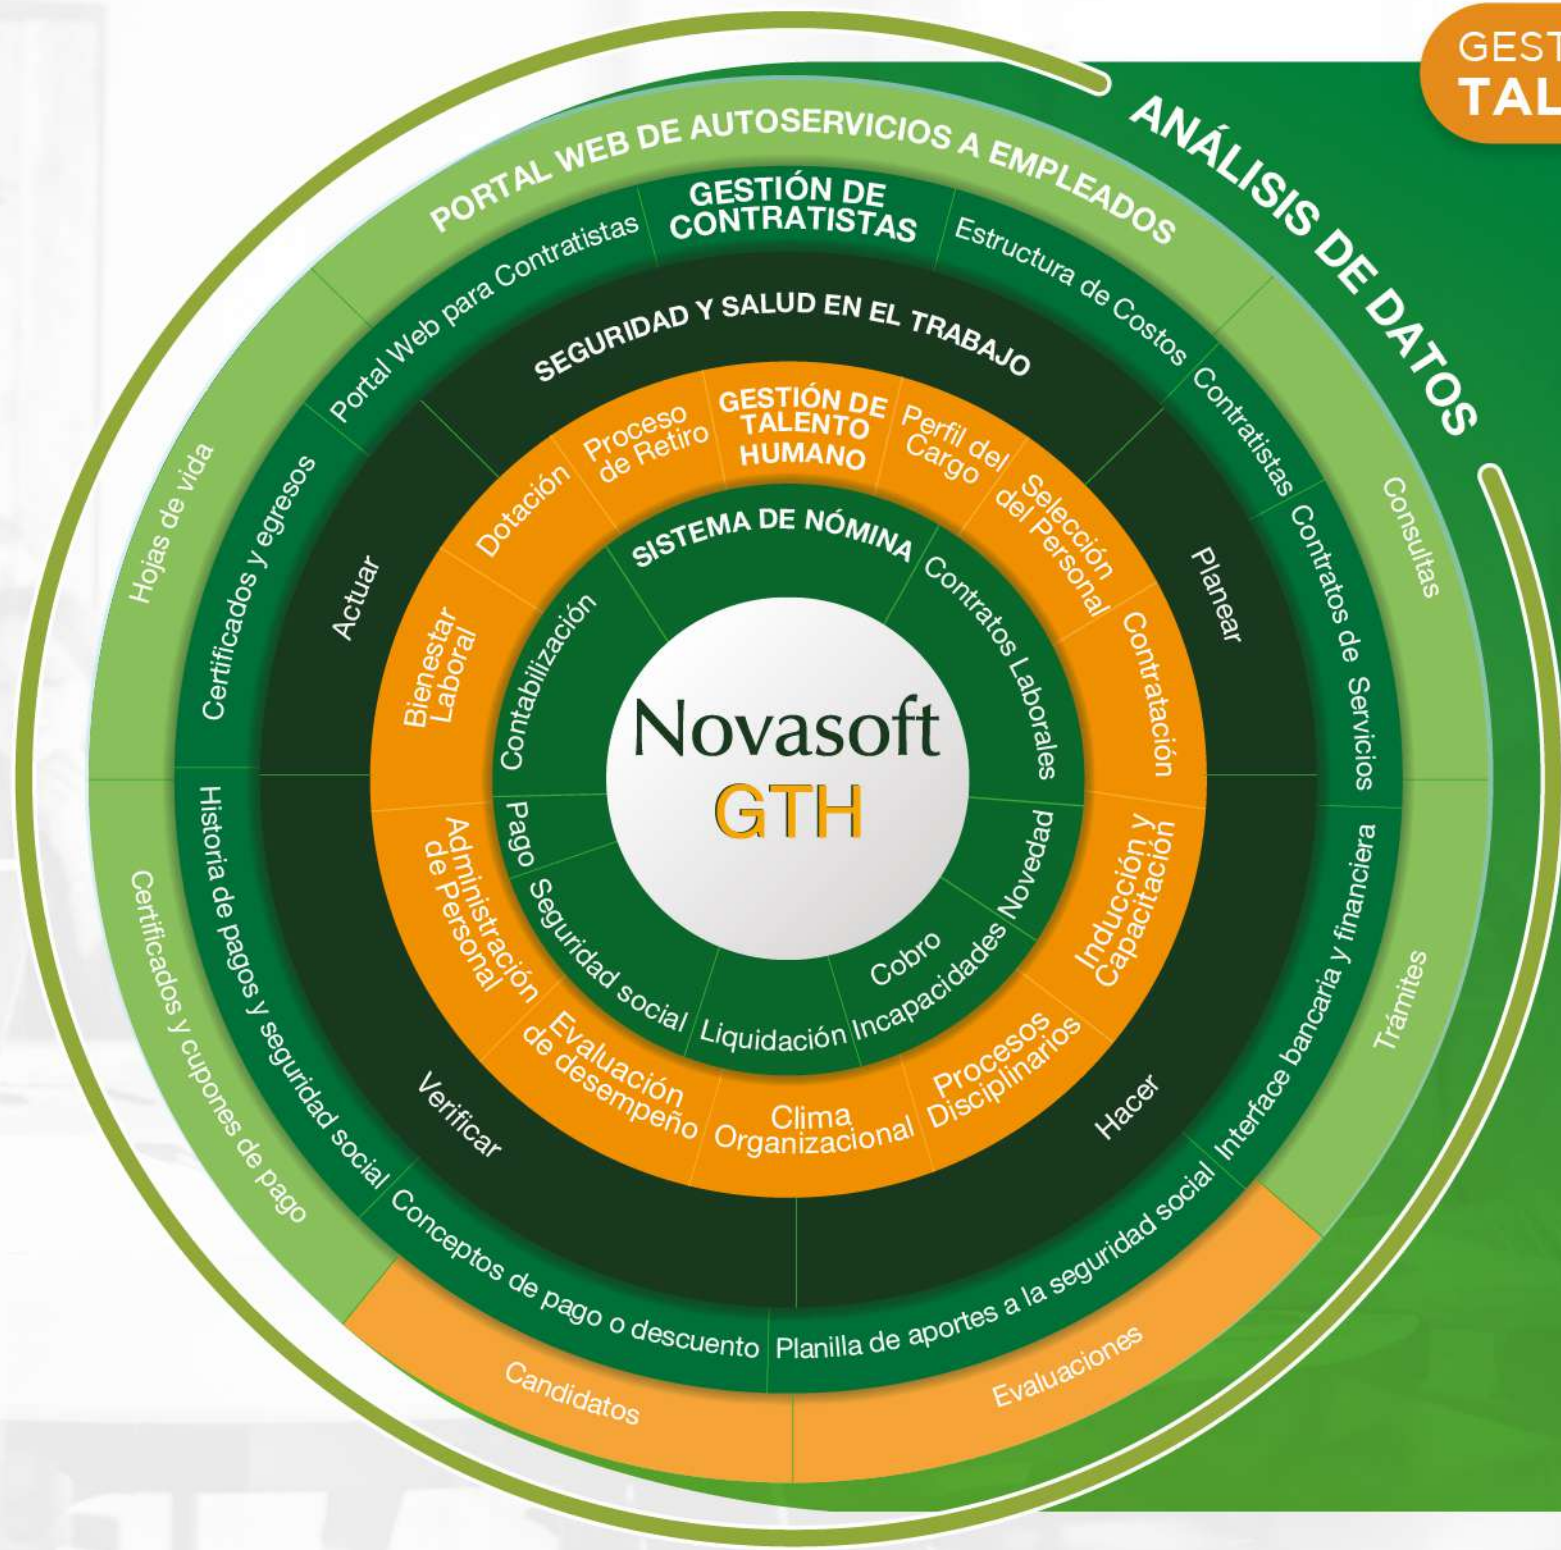 GEST
TAL
ANÁLISIS DE DATOS
PORTAL WEB DE AUTOSERVICIOS A EMPLEADOS
Consultas
Trámites
Evaluaciones
Candidatos
Certificados y cupones de pago
Hojas de vida
GESTIÓN DE
CONTRATISTAS
Estructura de Costos
Contratistas
Contratos de Servicios
Interface bancaria y financiera
Planilla de aportes a la seguridad social
Conceptos de pago o descuento
Historia de pagos y seguridad social
Certificados y egresos
Portal Web para Contratistas
SEGURIDAD Y SALUD EN EL TRABAJO
Planear
Hacer
Verificar
Actuar
GESTIÓN DE
TALENTO
HUMANO
Perfil del
Cargo
Selección
del Personal
Contratación
Inducción y
Capacitación
Procesos
Disciplinarios
Clima
Organizacional
Evaluación
de desempeño
Administración
de Personal
Bienestar
Laboral
Dotación
Proceso
de Retiro
SISTEMA DE NÓMINA
Contratos Laborales
Novedad
Cobro
Incapacidades
Liquidación
Seguridad social
Pago
Contabilización
Novasoft
GTH